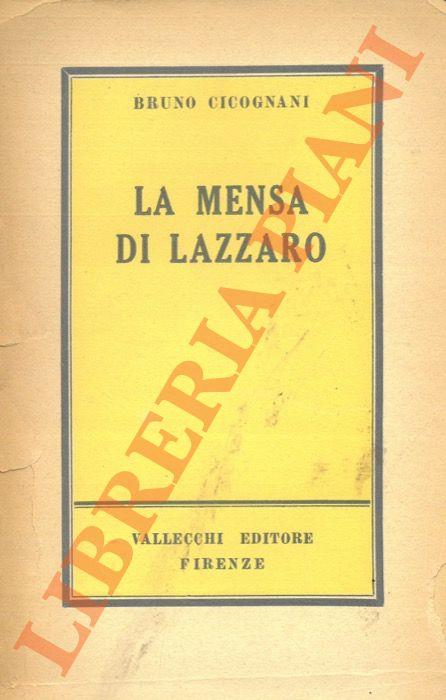 BRUNO CICOGNANI
LA MENSA
DI LAZZARO
VALLECCHI EDITORE
FIRENZE
LIBRERIA PIANI